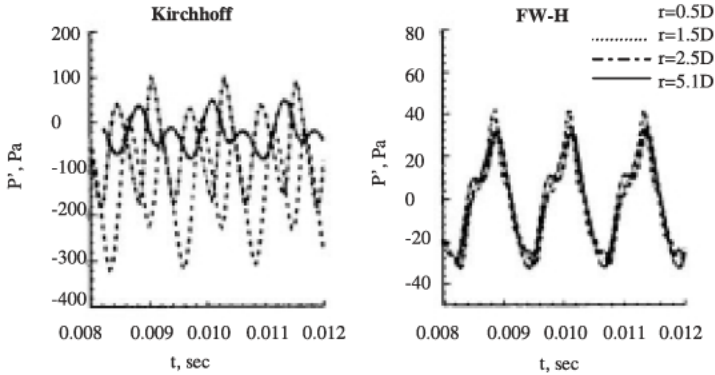 Kirchhoff
200
100
0
-100
-200
-300
-400
P', Pa
0.008 0.009 0.010 0.011 0.012
t, sec
FW-H
80
60
40
20
0
-20
-40
P', Pa
0.008 0.009 0.010 0.011 0.012
t, sec
r=0.5D
r=1.5D
r=2.5D
r=5.1D